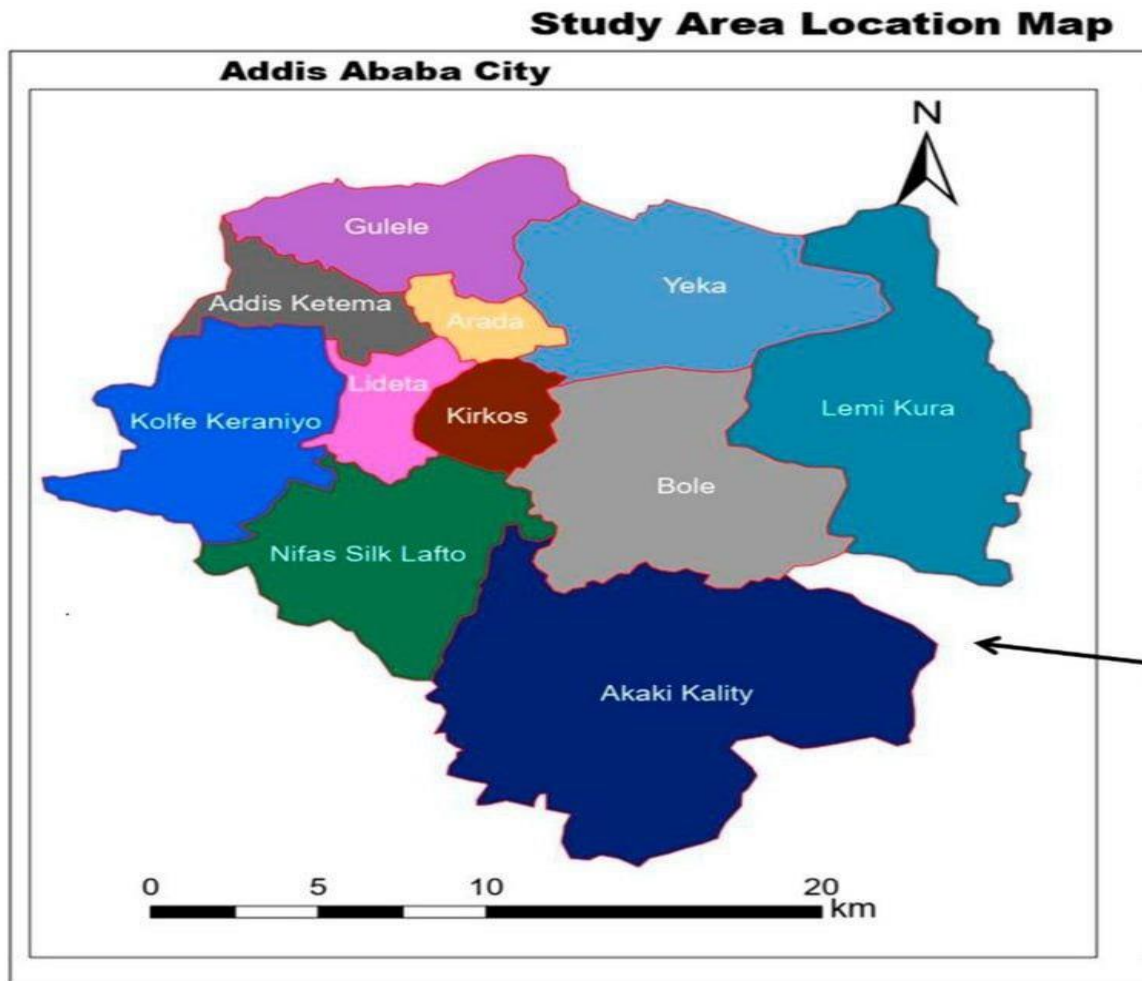 Study Area Location Map
Addis Ababa City
N
Gulele
Yeka
Addis Ketema
Arada
Lideta
Kolfe Keraniyo
Kirkos
Lemi Kura
Bole
Nifas Silk Lafto
Akaki Kality
0 5 10 20
km